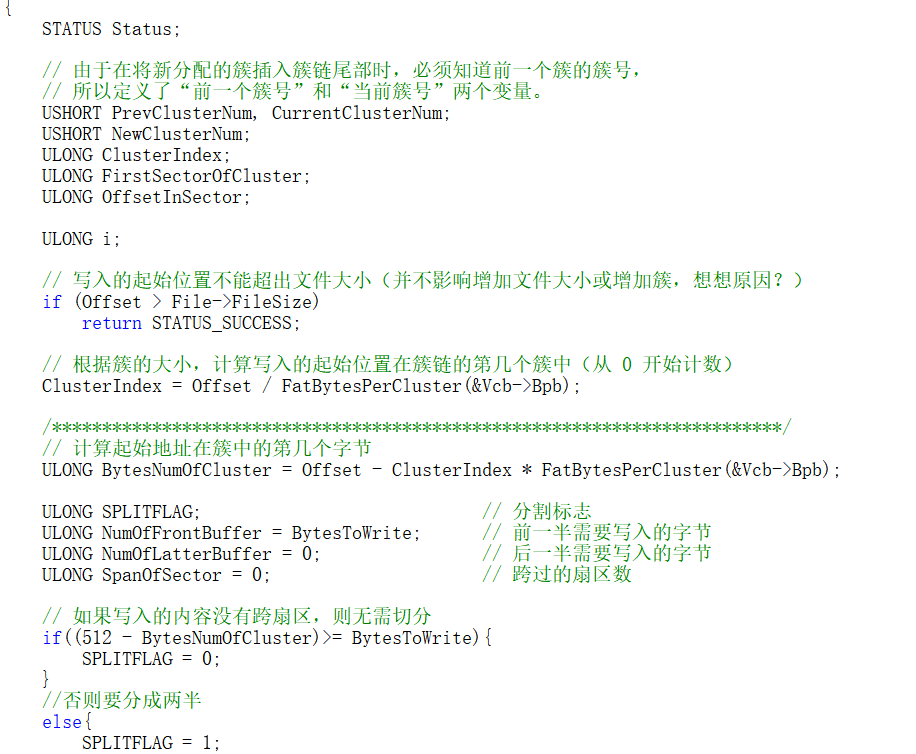 {
STATUS Status;
// 由于在将新分配的簇插入簇链尾部时，必须知道前一个簇的簇号，
// 所以定义了“前一个簇号”和“当前簇号”两个变量。
USHORT PrevClusterNum, CurrentClusterNum;
USHORT NewClusterNum;
ULONG ClusterIndex;
ULONG FirstSectorOfCluster;
ULONG OffsetInSector;
ULONG i;
// 写入的起始位置不能超出文件大小（并不影响增加文件大小或增加簇，想想原因？）
if (Offset > File->FileSize)
return STATUS_SUCCESS;
// 根据簇的大小，计算写入的起始位置在簇链的第几个簇中（从 0 开始计数）
ClusterIndex = Offset / FatBytesPerCluster(&Vcb->Bpb);
/*************************************************************************/
// 计算起始地址在簇中的第几个字节
ULONG BytesNumOfCluster = Offset - ClusterIndex * FatBytesPerCluster(&Vcb->Bpb);
ULONG SPLITFLAG; // 分割标志
ULONG NumOfFrontBuffer = BytesToWrite; // 前一半需要写入的字节
ULONG NumOfLatterBuffer = 0; // 后一半需要写入的字节
ULONG SpanOfSector = 0; // 跨过的扇区数
// 如果写入的内容没有跨扇区，则无需切分
if((512 - BytesNumOfCluster)>= BytesToWrite){
SPLITFLAG = 0;
}
//否则要分成两半
else{
SPLITFLAG = 1;